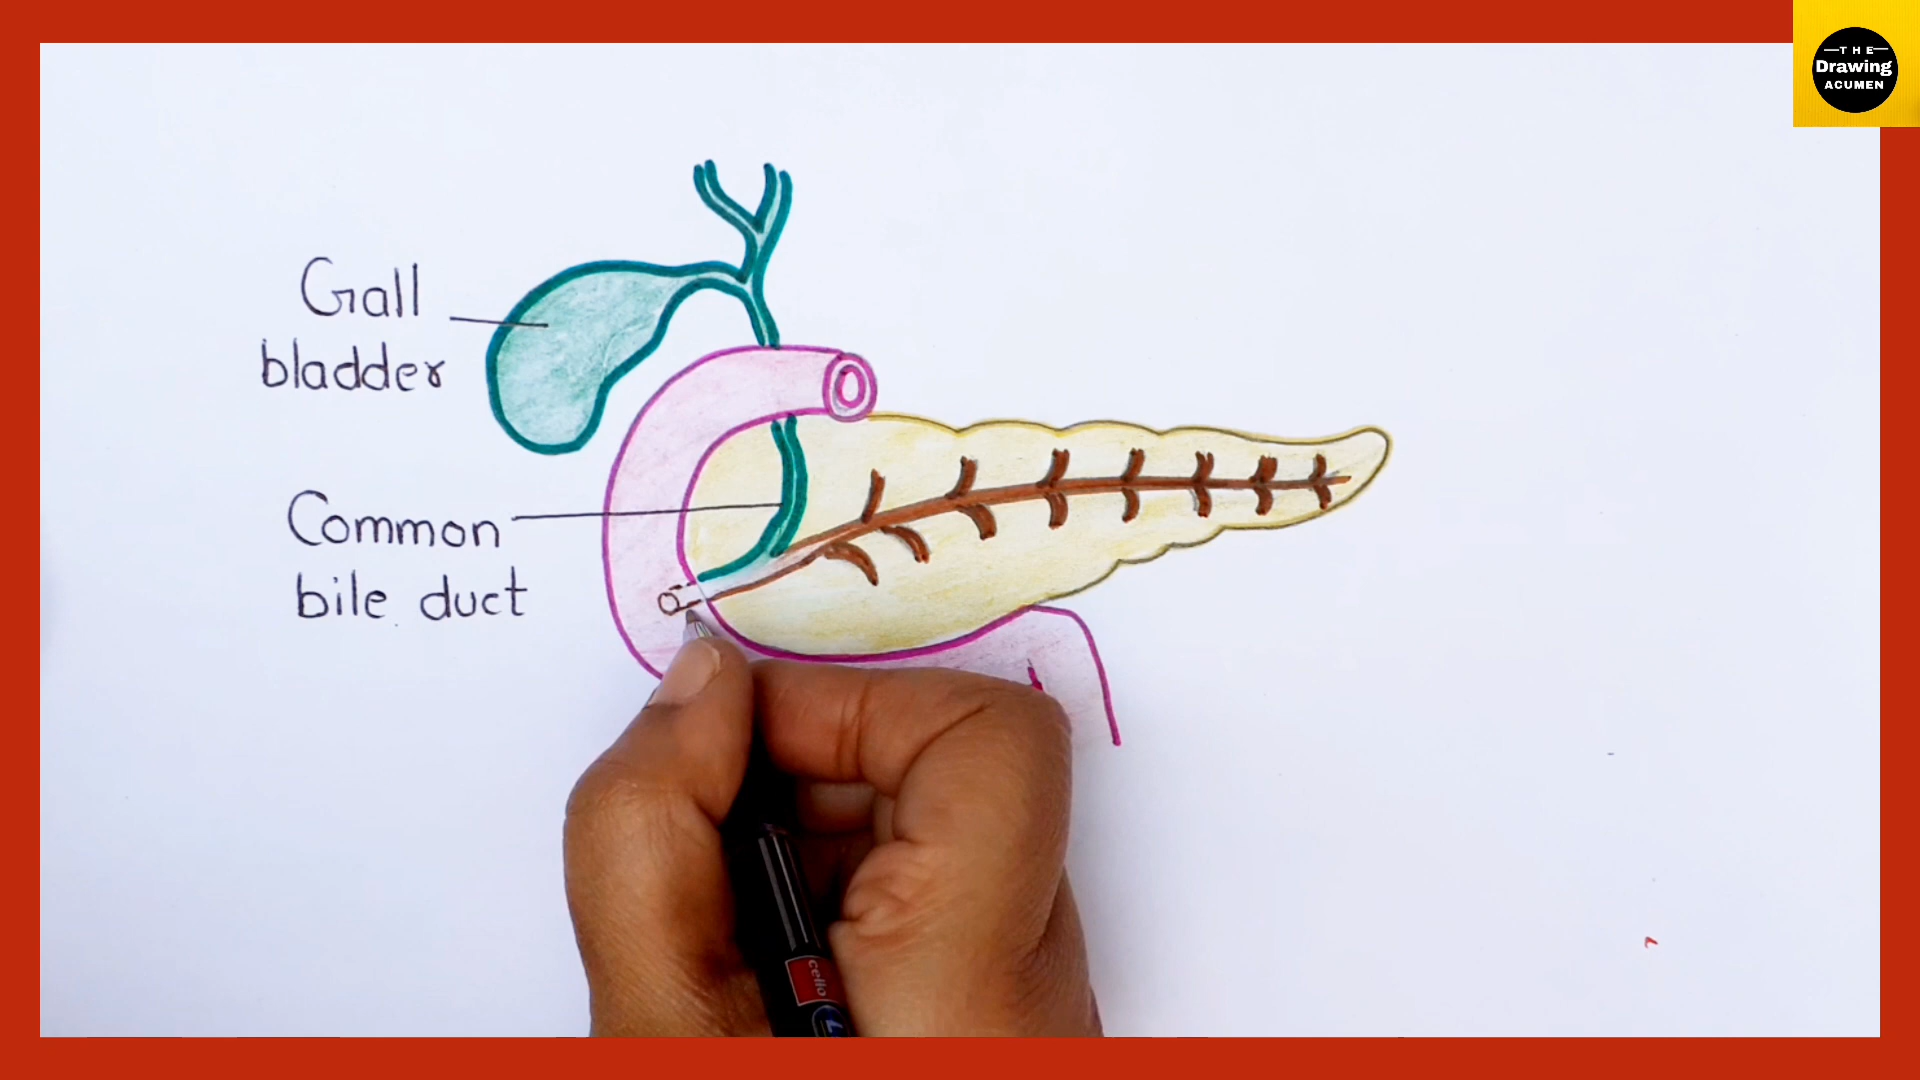 THE
Drawing
ACUMEN
Gall
bladder
Common
bile duct
cello